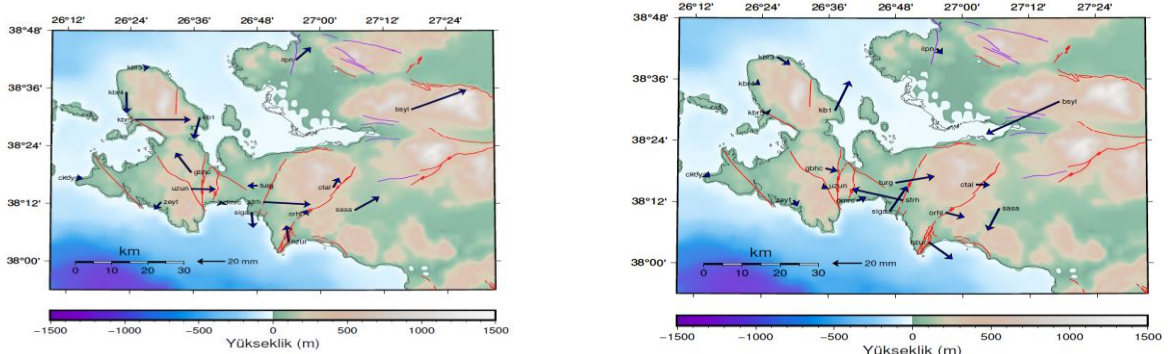 26°12' 26°24' 26°36' 26°48' 27°00' 27°12' 27°24'
38°48'
38°36'
38°24'
38°12'
38°00'
ilpn
kbr3
kbr4
bsyl
kbr5
kb1
gbhc
cKdy
uzun
turg
ctal
zeyt
sfrh
sasa
sigc
orhl
km
0 10 20 30
20 mm
−1500 −1000 −500 0 500 1000 1500
Yükseklik (m)
26°12' 26°24' 26°36' 26°48' 27°00' 27°12' 27°24'
38°48'
38°36'
38°24'
38°12'
38°00'
ilpn
kbr3
kbr4
bsyl
kb1
gbhc
cKdy
uzun
turg
ctal
zeyt
sfrh
sasa
orhl
km
0 10 20 30
20 mm
−1500 −1000 −500 0 500 1000 1500
Yükseklik (m)